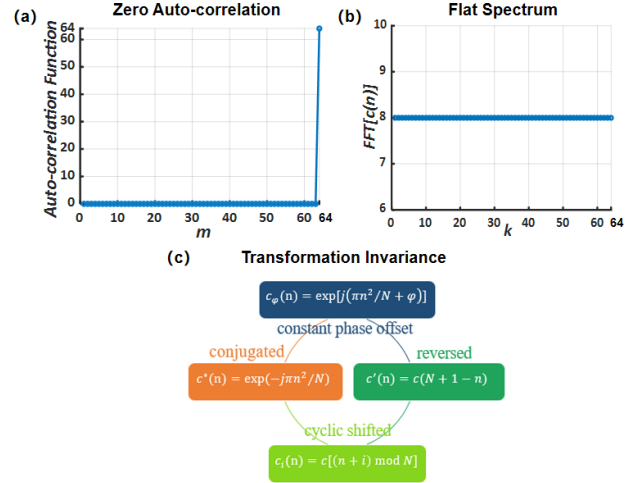 (a) Zero Auto-correlation
Auto-correlation Function
64
60
50
40
30
20
10
0
0 10 20 30 40 50 60 64
m
(b) Flat Spectrum
FFT[c(n)]
10
9
8
7
6
0 10 20 30 40 50 60 64
k
(c) Transformation Invariance
c_φ(n) = exp[j(πn²/N + φ)]
constant phase offset
conjugated reversed
c*(n) = exp(−jπn²/N) c′(n) = c(N + 1 − n)
cyclic shifted
c_i(n) = c[(n + i) mod N]